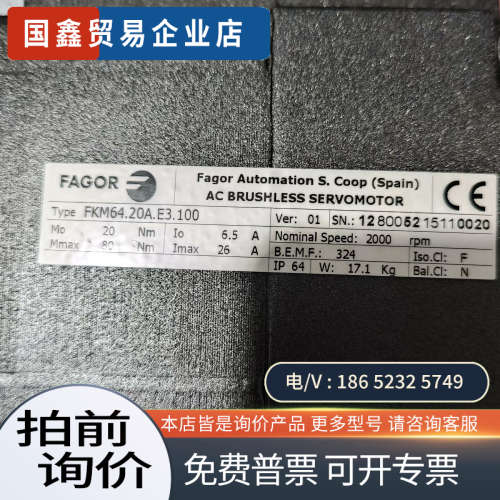 国鑫贸易企业店
FAGOR
Fagor Automation S. Coop (Spain)
AC BRUSHLESS SERVOMOTOR
CE
Type FKM64.20A.E3.100
Ver: 01 SN.: 128005215110020
Mo 20 Nm Io 6.5 A
Nominal Speed: 2000 rpm
Mmax 80 Nm Imax 26 A
B.E.M.F.: 324 Iso.Cl: F
IP 64 W: 17.1 Kg Bal.Cl: N
电/V : 186 5232 5749
拍前
询价
本店皆是询价产品 更多型号 请咨询客服
免费提票 可开专票